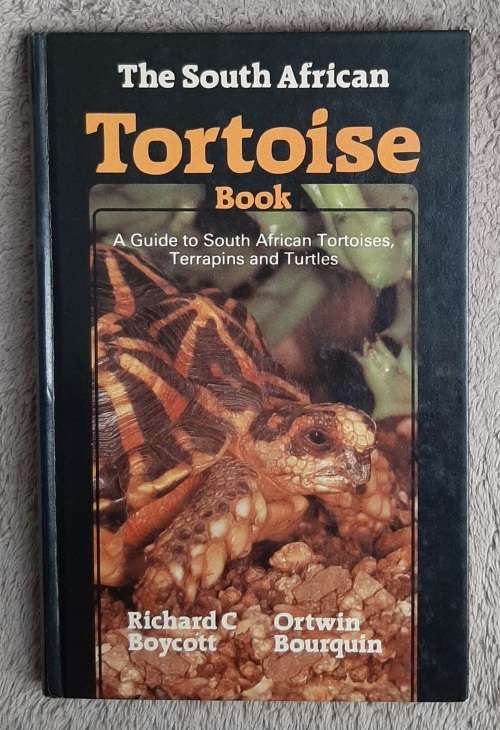 The South African
Tortoise
Book
A Guide to South African Tortoises,
Terrapins and Turtles
Richard C
Boycott
Ortwin
Bourquin